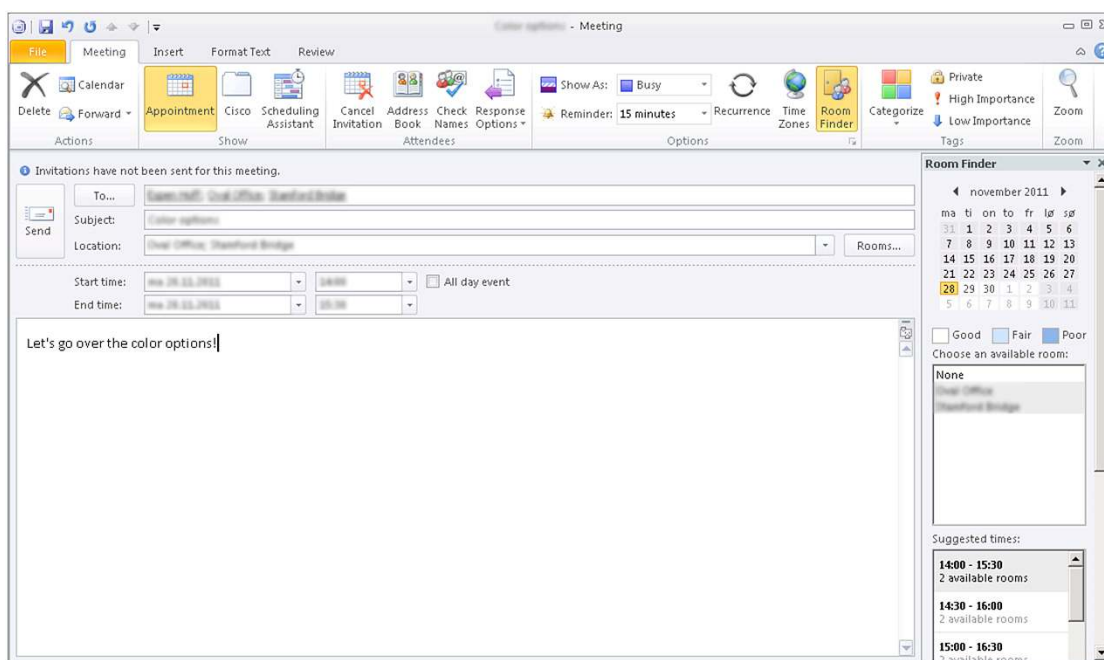 - Meeting
File Meeting Insert Format Text Review
Delete Calendar Forward Actions
Appointment Cisco Scheduling Assistant Show
Cancel Invitation Address Book Check Names Response Options Attendees
Show As: Busy Reminder: 15 minutes Recurrence Time Zones Room Finder Options
Categorize Private High Importance Low Importance Tags
Zoom Zoom
Invitations have not been sent for this meeting.
Send
To...
Subject:
Location: Rooms...
Start time: All day event
End time:
Let's go over the color options!
Room Finder
november 2011
ma ti on to fr lø sø
31 1 2 3 4 5 6
7 8 9 10 11 12 13
14 15 16 17 18 19 20
21 22 23 24 25 26 27
28 29 30 1 2 3 4
5 6 7 8 9 10 11
Good Fair Poor
Choose an available room:
None
Suggested times:
14:00 - 15:30
2 available rooms
14:30 - 16:00
2 available rooms
15:00 - 16:30
2 available rooms